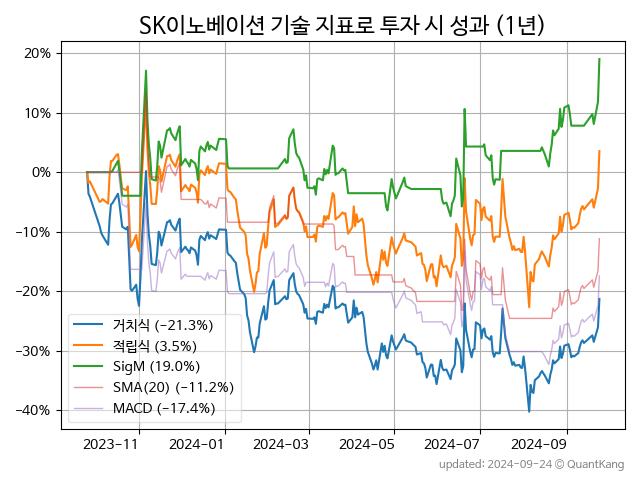 SK이노베이션 기술 지표로 투자 시 성과 (1년)
20%
10%
0%
−10%
−20%
−30%
−40%
거치식 (−21.3%)
적립식 (3.5%)
SigM (19.0%)
SMA(20) (−11.2%)
MACD (−17.4%)
2023−11
2024−01
2024−03
2024−05
2024−07
2024−09
updated: 2024−09−24 © QuantKang